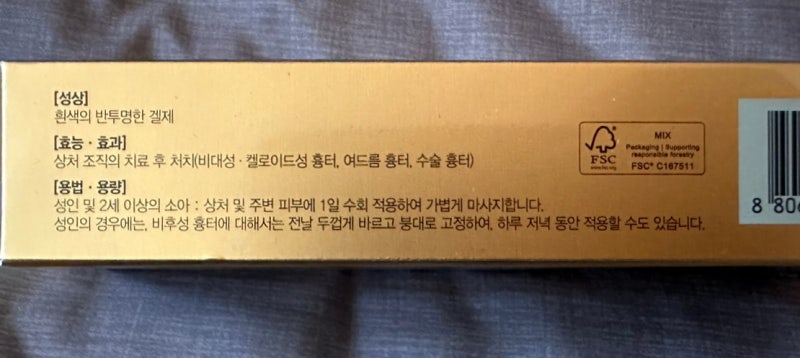 [성상]
흰색의 반투명한 겔제
[효능 · 효과]
상처 조직의 치료 후 처치(비대성 · 켈로이드성 흉터, 여드름 흉터, 수술 흉터)
[용법 · 용량]
성인 및 2세 이상의 소아 : 상처 및 주변 피부에 1일 수회 적용하여 가볍게 마사지합니다.
성인의 경우에는, 비후성 흉터에 대해서는 전날 두껍게 바르고 붕대로 고정하여, 하루 저녁 동안 적용할 수도 있습니다.
FSC
www.fsc.org
MIX
Packaging | Supporting
responsible forestry
FSC® C167511
8 806